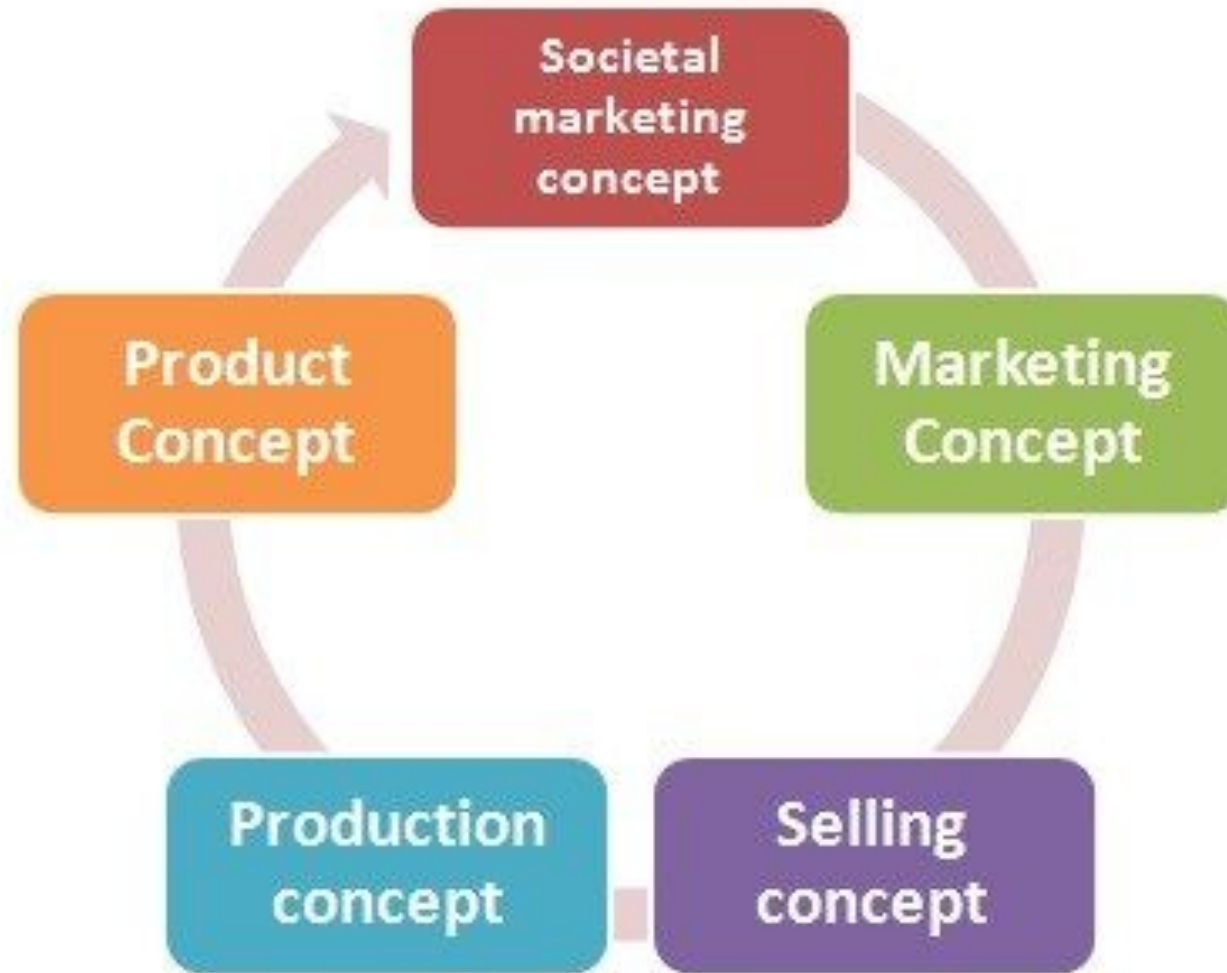 Societal
marketing
concept
Marketing
Concept
Selling
concept
Production
concept
Product
Concept